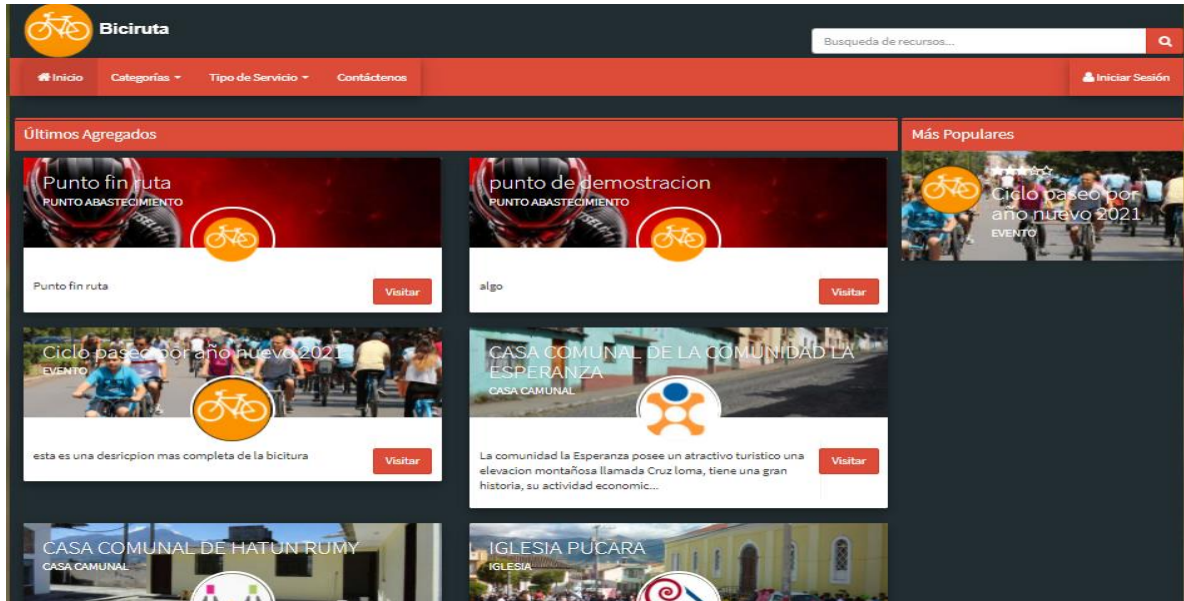 Biciruta
Busqueda de recursos...
Inicio
Categorías
Tipo de Servicio
Contáctenos
Iniciar Sesión
Últimos Agregados
Punto fin ruta
PUNTO ABASTECIMIENTO
Punto fin ruta
Visitar
punto de demostracion
PUNTO ABASTECIMIENTO
algo
Visitar
Ciclo paseo por año nuevo 2021
EVENTO
esta es una desricpion mas completa de la bicitura
Visitar
CASA COMUNAL DE LA COMUNIDAD LA
ESPERANZA
CASA CAMUNAL
La comunidad la Esperanza posee un atractivo turistico una
elevacion montañosa llamada Cruz loma, tiene una gran
historia, su actividad economic...
Visitar
CASA COMUNAL DE HATUN RUMY
CASA CAMUNAL
IGLESIA PUCARA
IGLESIA
Más Populares
Ciclo paseo por
año nuevo 2021
EVENTO